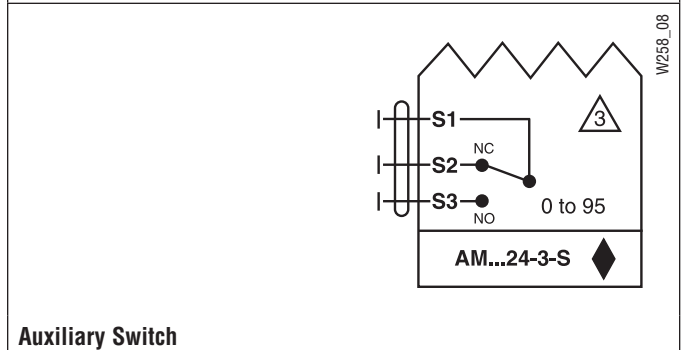 W258_08
S1
3
NC
S2
S3
0 to 95
NO
AM...24-3-S
Auxiliary Switch